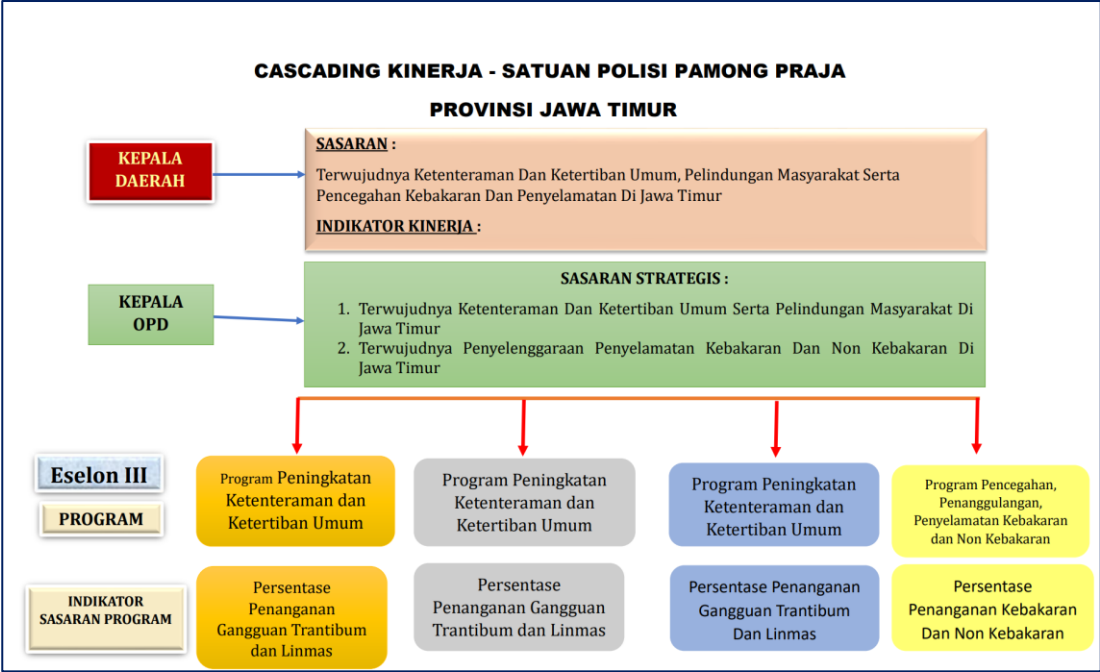 CASCADING KINERJA - SATUAN POLISI PAMONG PRAJA
PROVINSI JAWA TIMUR
KEPALA
DAERAH
SASARAN :
Terwujudnya Ketenteraman Dan Ketertiban Umum, Pelindungan Masyarakat Serta
Pencegahan Kebakaran Dan Penyelamatan Di Jawa Timur
INDIKATOR KINERJA :
KEPALA
OPD
SASARAN STRATEGIS :
1. Terwujudnya Ketenteraman Dan Ketertiban Umum Serta Pelindungan Masyarakat Di
Jawa Timur
2. Terwujudnya Penyelenggaraan Penyelamatan Kebakaran Dan Non Kebakaran Di
Jawa Timur
Eselon III
PROGRAM
Program Peningkatan
Ketenteraman dan
Ketertiban Umum
Program Peningkatan
Ketenteraman dan
Ketertiban Umum
Program Peningkatan
Ketenteraman dan
Ketertiban Umum
Program Pencegahan,
Penanggulangan,
Penyelamatan Kebakaran
dan Non Kebakaran
INDIKATOR
SASARAN PROGRAM
Persentase
Penanganan
Gangguan Trantibum
dan Linmas
Persentase
Penanganan Gangguan
Trantibum dan Linmas
Persentase Penanganan
Gangguan Trantibum
Dan Linmas
Persentase
Penanganan Kebakaran
Dan Non Kebakaran